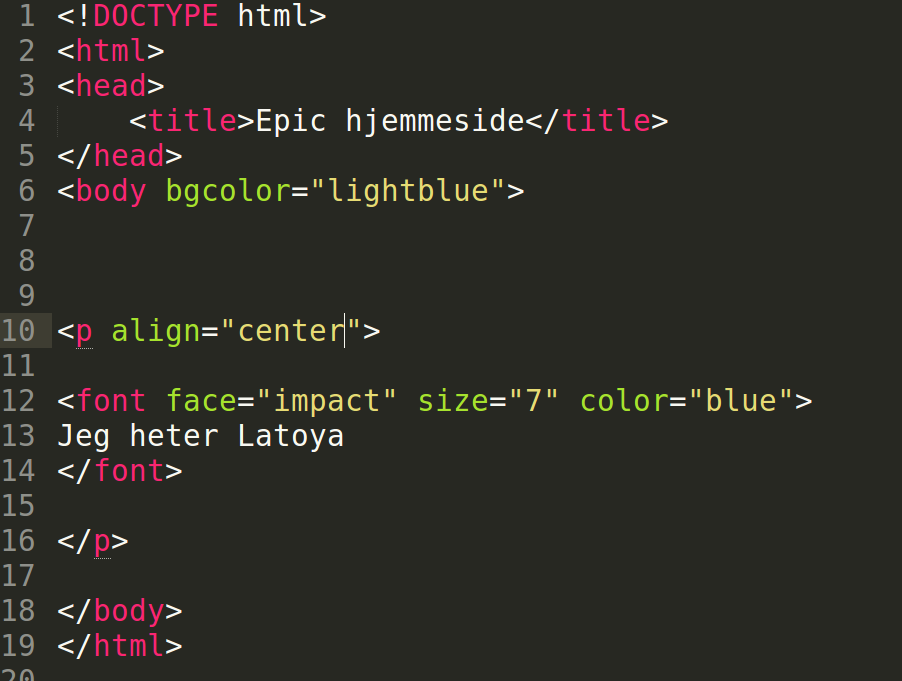 1 <!DOCTYPE html>
2 <html>
3 <head>
4     <title>Epic hjemmeside</title>
5 </head>
6 <body bgcolor="lightblue">
7
8
9
10 <p align="center">
11
12 <font face="impact" size="7" color="blue">
13 Jeg heter Latoya
14 </font>
15
16 </p>
17
18 </body>
19 </html>
20